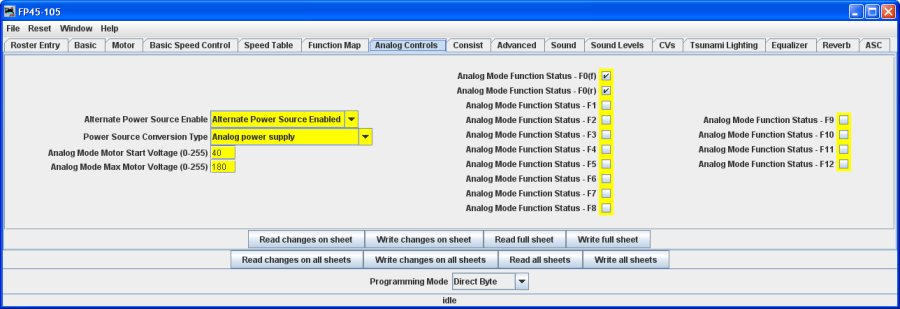 FP45-105
File Reset Window Help
Roster Entry Basic Motor Basic Speed Control Speed Table Function Map Analog Controls Consist Advanced Sound Sound Levels CVs Tsunami Lighting Equalizer Reverb ASC
Alternate Power Source Enable Alternate Power Source Enabled
Power Source Conversion Type Analog power supply
Analog Mode Motor Start Voltage (0-255) 40
Analog Mode Max Motor Voltage (0-255) 180
Analog Mode Function Status - F0(f)
Analog Mode Function Status - F0(r)
Analog Mode Function Status - F1
Analog Mode Function Status - F2
Analog Mode Function Status - F3
Analog Mode Function Status - F4
Analog Mode Function Status - F5
Analog Mode Function Status - F6
Analog Mode Function Status - F7
Analog Mode Function Status - F8
Analog Mode Function Status - F9
Analog Mode Function Status - F10
Analog Mode Function Status - F11
Analog Mode Function Status - F12
Read changes on sheet Write changes on sheet Read full sheet Write full sheet
Read changes on all sheets Write changes on all sheets Read all sheets Write all sheets
Programming Mode Direct Byte
idle